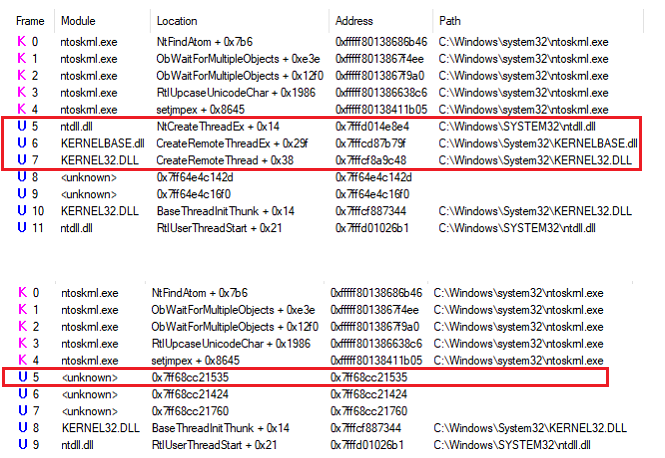 Frame Module Location Address Path
K 0 ntoskrnl.exe NtFindAtom + 0x7b6 0xfffff80138686b46 C:\Windows\system32\ntoskrnl.exe
K 1 ntoskrnl.exe ObWaitForMultipleObjects + 0xe3e 0xfffff8013867f4ee C:\Windows\system32\ntoskrnl.exe
K 2 ntoskrnl.exe ObWaitForMultipleObjects + 0x12f0 0xfffff8013867f9a0 C:\Windows\system32\ntoskrnl.exe
K 3 ntoskrnl.exe RtlUpcaseUnicodeChar + 0x1986 0xfffff801386638c6 C:\Windows\system32\ntoskrnl.exe
K 4 ntoskrnl.exe setjmpex + 0x8645 0xfffff80138411b05 C:\Windows\system32\ntoskrnl.exe
U 5 ntdll.dll NtCreateThreadEx + 0x14 0x7fffd014e8e4 C:\Windows\SYSTEM32\ntdll.dll
U 6 KERNELBASE.dll CreateRemoteThreadEx + 0x29f 0x7fffcd87b79f C:\Windows\System32\KERNELBASE.dll
U 7 KERNEL32.DLL CreateRemoteThread + 0x38 0x7fffcf8a9c48 C:\Windows\System32\KERNEL32.DLL
U 8 <unknown> 0x7ff64e4c142d 0x7ff64e4c142d
U 9 <unknown> 0x7ff64e4c16f0 0x7ff64e4c16f0
U 10 KERNEL32.DLL BaseThreadInitThunk + 0x14 0x7fffcf887344 C:\Windows\System32\KERNEL32.DLL
U 11 ntdll.dll RtlUserThreadStart + 0x21 0x7fffd01026b1 C:\Windows\SYSTEM32\ntdll.dll
K 0 ntoskrnl.exe NtFindAtom + 0x7b6 0xfffff80138686b46 C:\Windows\system32\ntoskrnl.exe
K 1 ntoskrnl.exe ObWaitForMultipleObjects + 0xe3e 0xfffff8013867f4ee C:\Windows\system32\ntoskrnl.exe
K 2 ntoskrnl.exe ObWaitForMultipleObjects + 0x12f0 0xfffff8013867f9a0 C:\Windows\system32\ntoskrnl.exe
K 3 ntoskrnl.exe RtlUpcaseUnicodeChar + 0x1986 0xfffff801386638c6 C:\Windows\system32\ntoskrnl.exe
K 4 ntoskrnl.exe setjmpex + 0x8645 0xfffff80138411b05 C:\Windows\system32\ntoskrnl.exe
U 5 <unknown> 0x7ff68cc21535 0x7ff68cc21535
U 6 <unknown> 0x7ff68cc21424 0x7ff68cc21424
U 7 <unknown> 0x7ff68cc21760 0x7ff68cc21760
U 8 KERNEL32.DLL BaseThreadInitThunk + 0x14 0x7fffcf887344 C:\Windows\System32\KERNEL32.DLL
U 9 ntdll.dll RtlUserThreadStart + 0x21 0x7fffd01026b1 C:\Windows\SYSTEM32\ntdll.dll